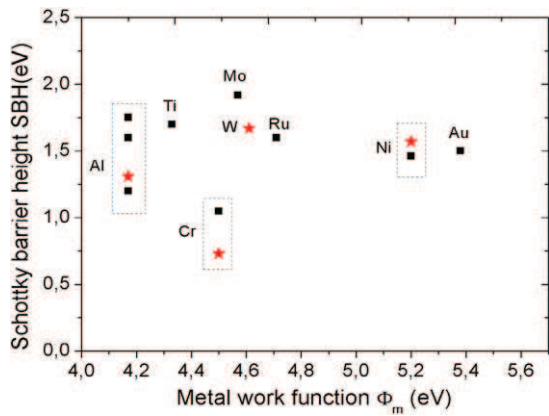 Schottky barrier height SBH(eV)
2,5
2,0
1,5
1,0
0,5
0,0
Mo
Ti
W
Ru
Au
Ni
Al
Cr
4,0
4,2
4,4
4,6
4,8
5,0
5,2
5,4
5,6
Metal work function Φm (eV)